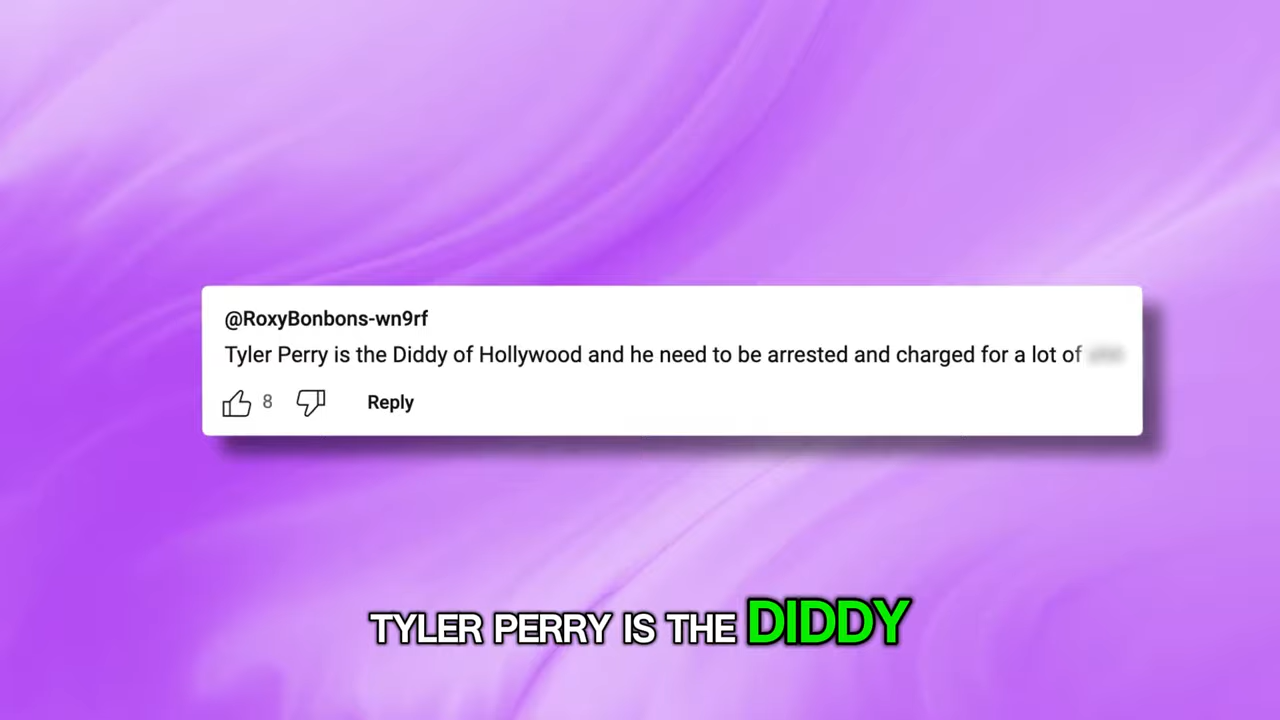 @RoxyBonbons-wn9rf
Tyler Perry is the Diddy of Hollywood and he need to be arrested and charged for a lot of
8 Reply
TYLER PERRY IS THE DIDDY